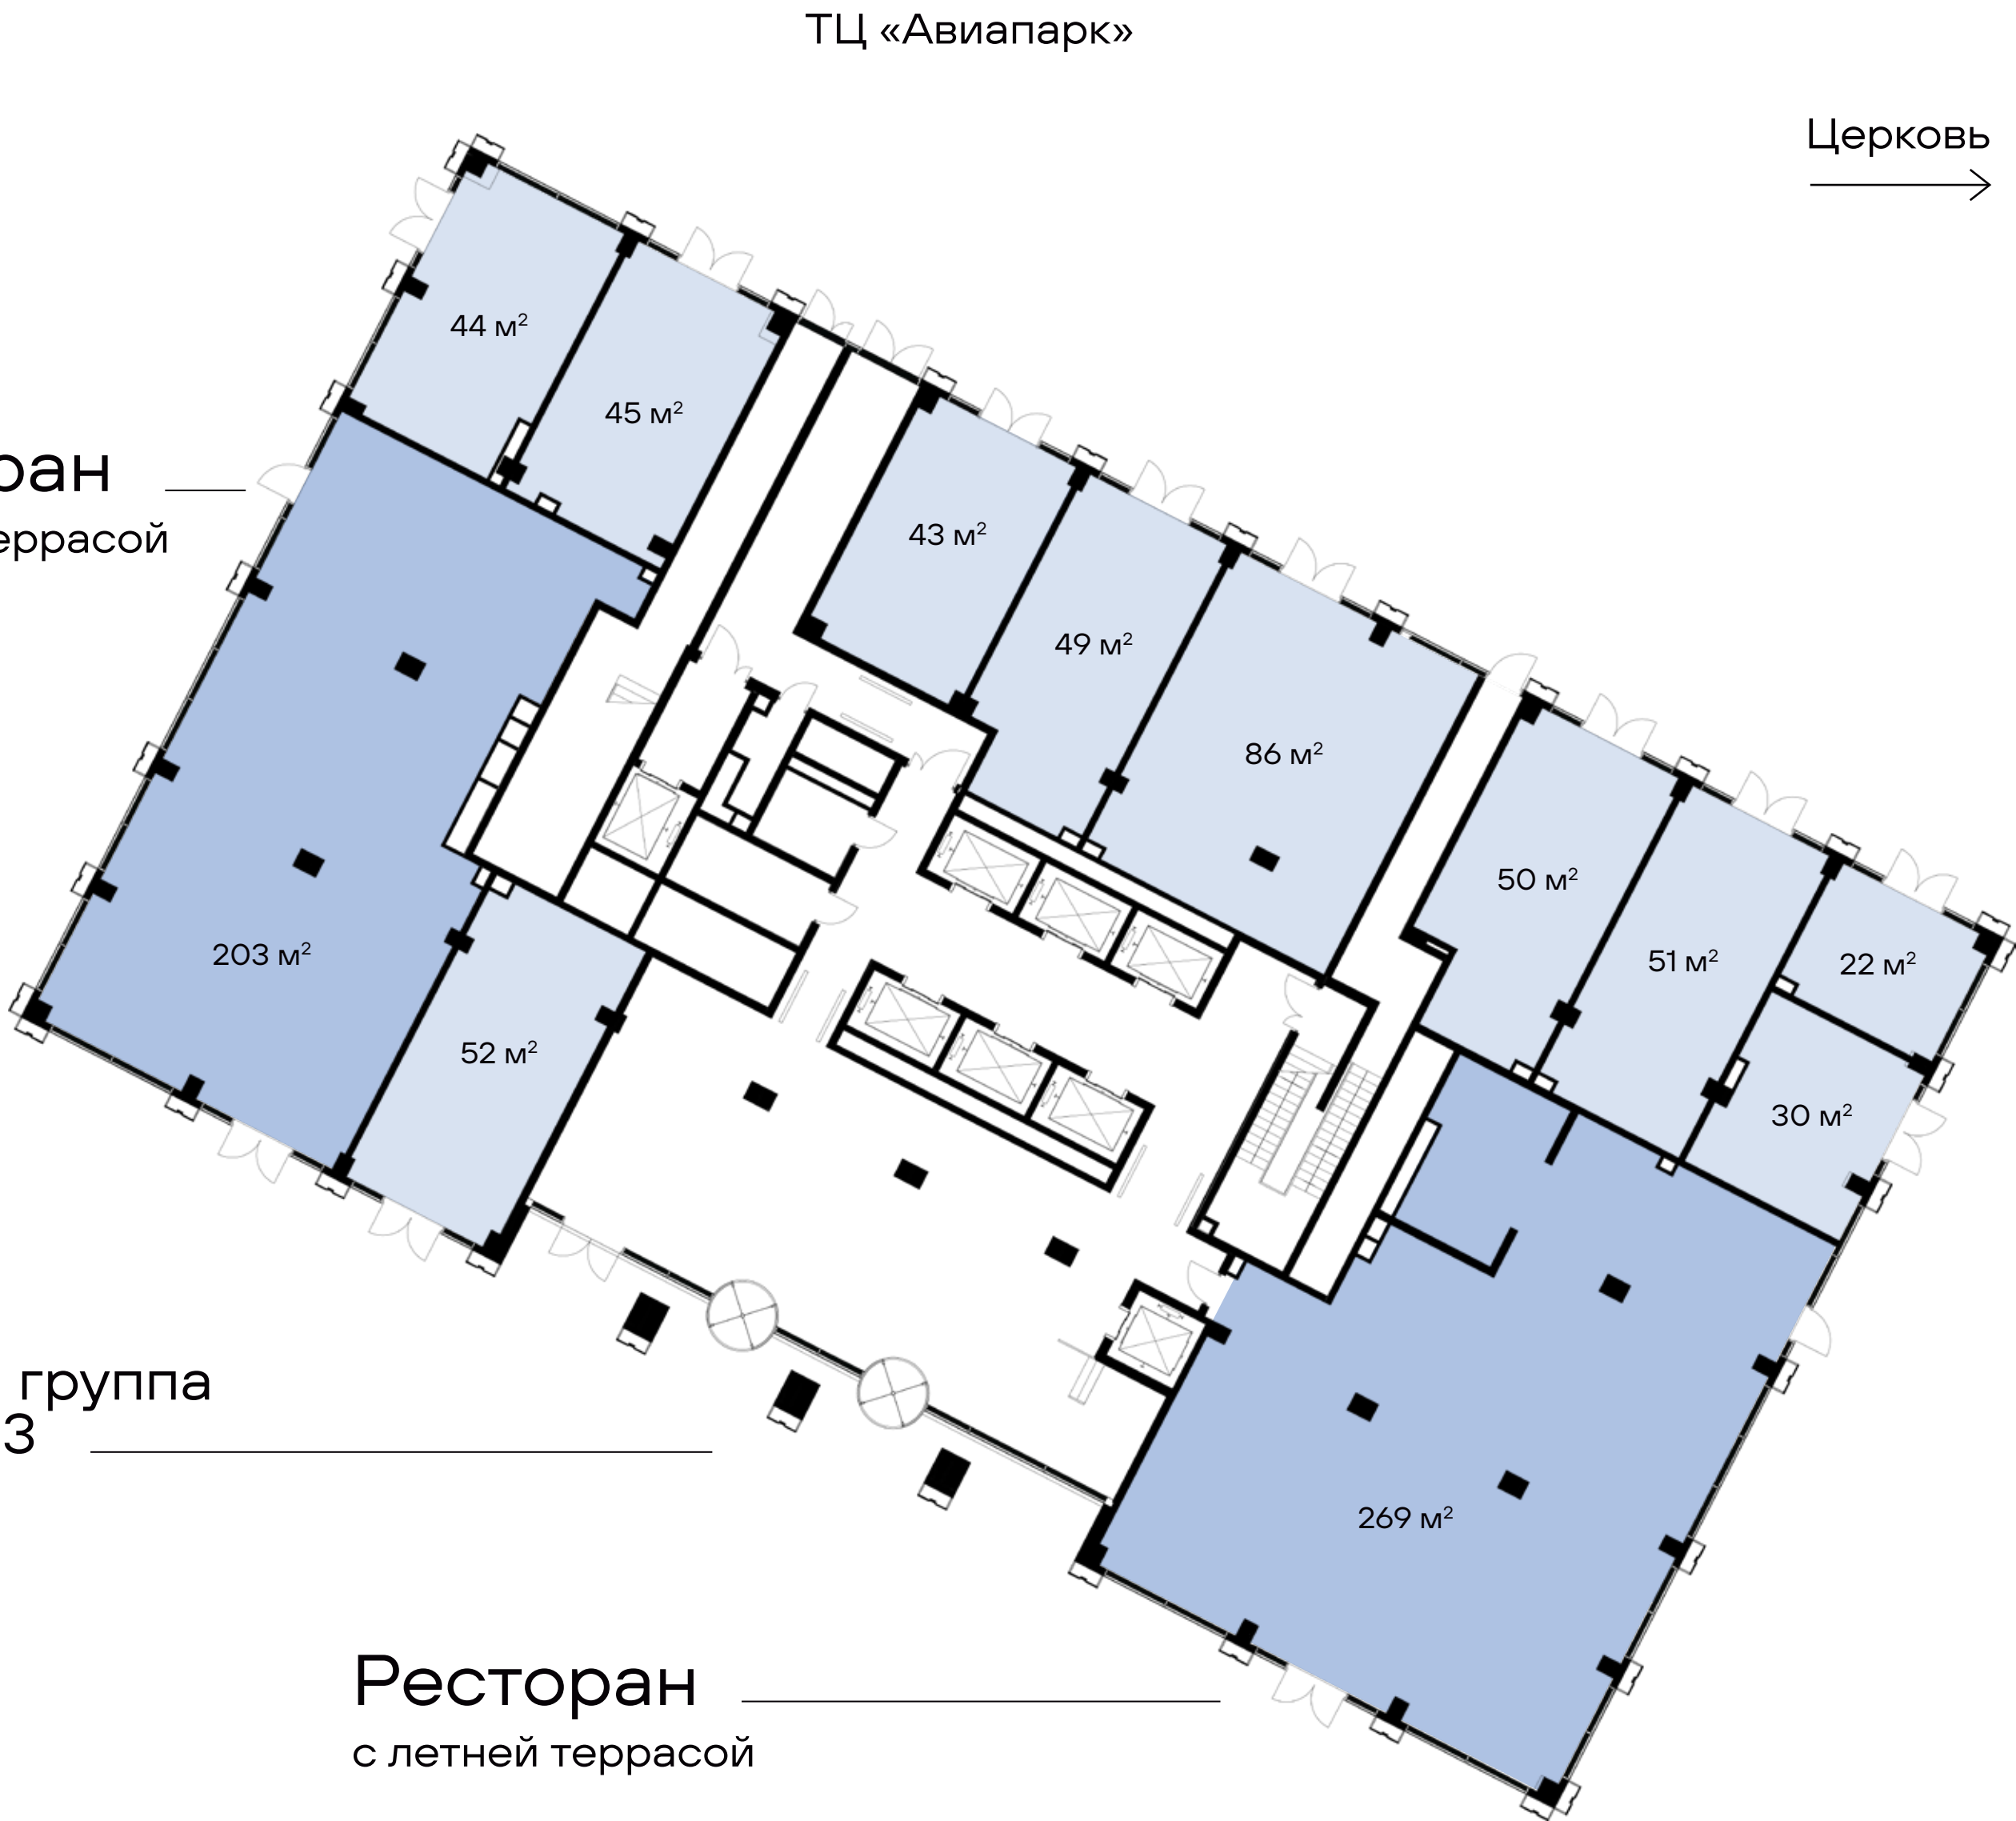 ТЦ «Авиапарк»
Церковь
44 м²
45 м²
ран
еррасой
43 м²
49 м²
86 м²
50 м²
51 м²
22 м²
203 м²
52 м²
30 м²
группа
3
269 м²
Ресторан
с летней террасой